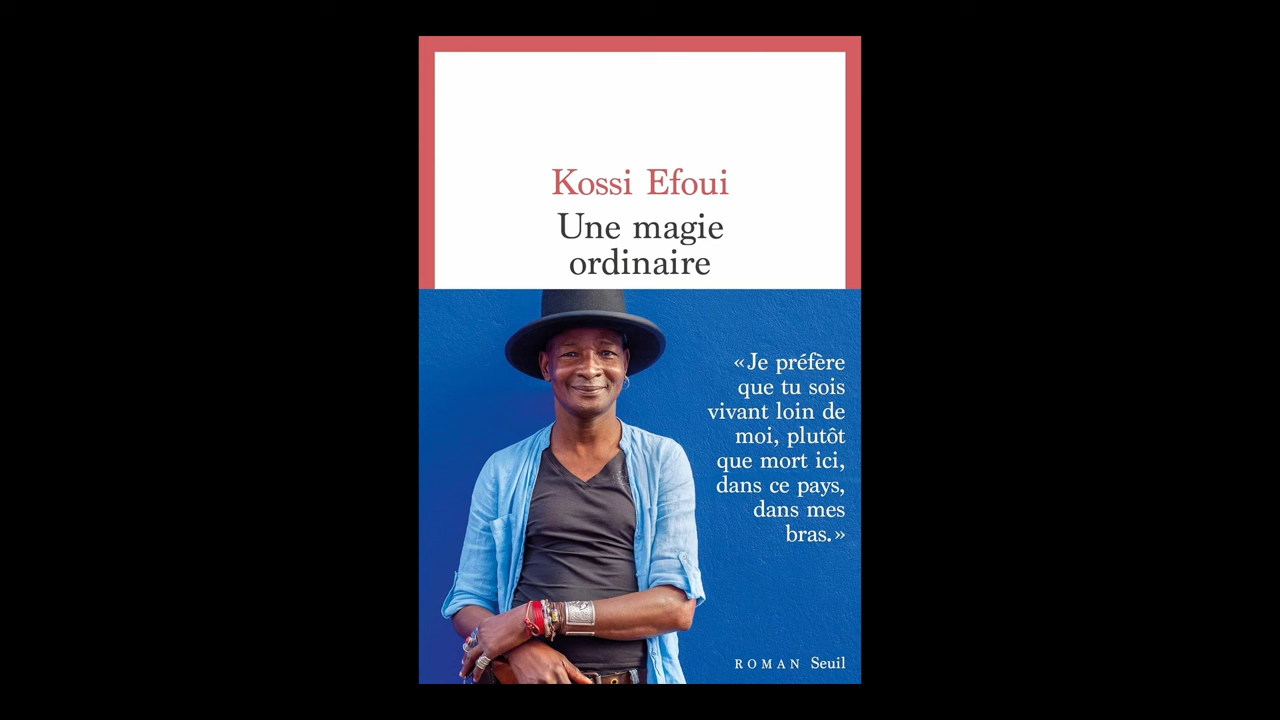 Kossi Efoui
Une magie
ordinaire
«Je préfère
que tu sois
vivant loin de
moi, plutôt
que mort ici,
dans ce pays,
dans mes
bras.»
ROMAN Seuil